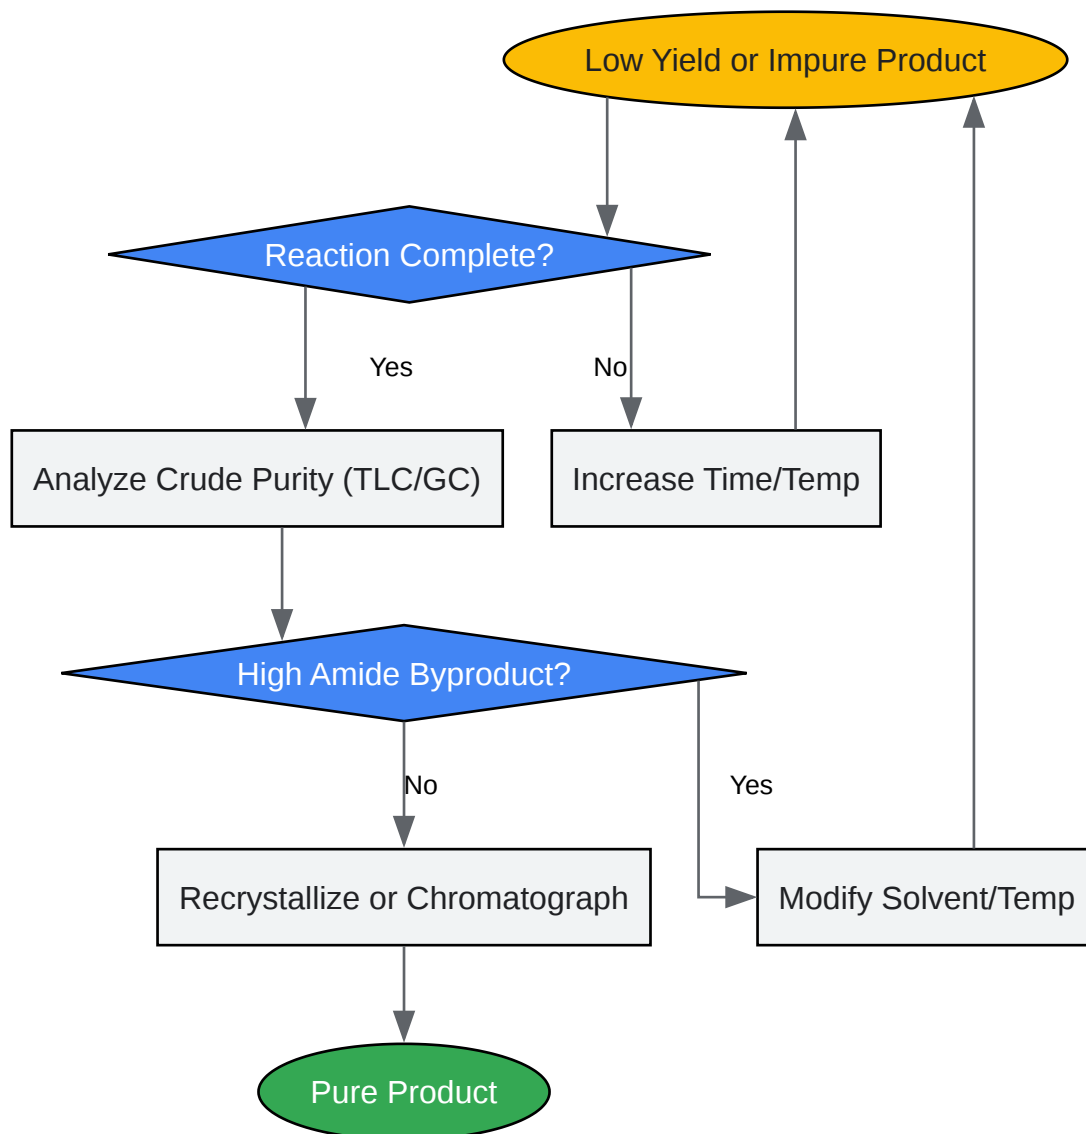 Low Yield or Impure Product
Reaction Complete?
Yes
No
Analyze Crude Purity (TLC/GC)
Increase Time/Temp
High Amide Byproduct?
No
Yes
Recrystallize or Chromatograph
Modify Solvent/Temp
Pure Product